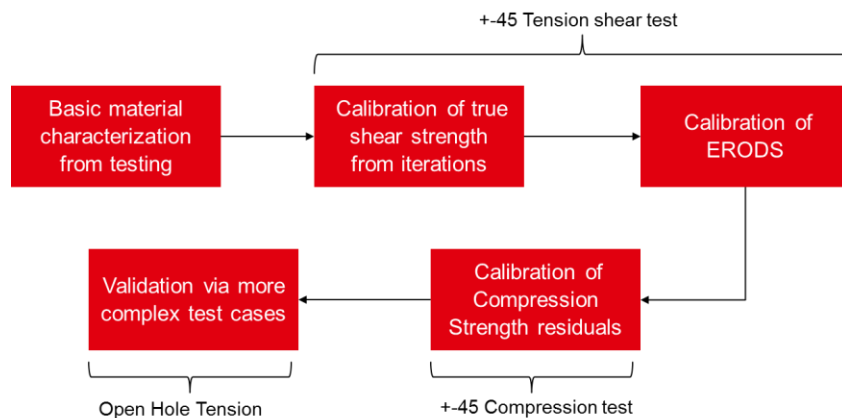 +-45 Tension shear test
Basic material
characterization
from testing
Calibration of true
shear strength
from iterations
Calibration of
ERODS
Validation via more
complex test cases
Calibration of
Compression
Strength residuals
Open Hole Tension
+-45 Compression test